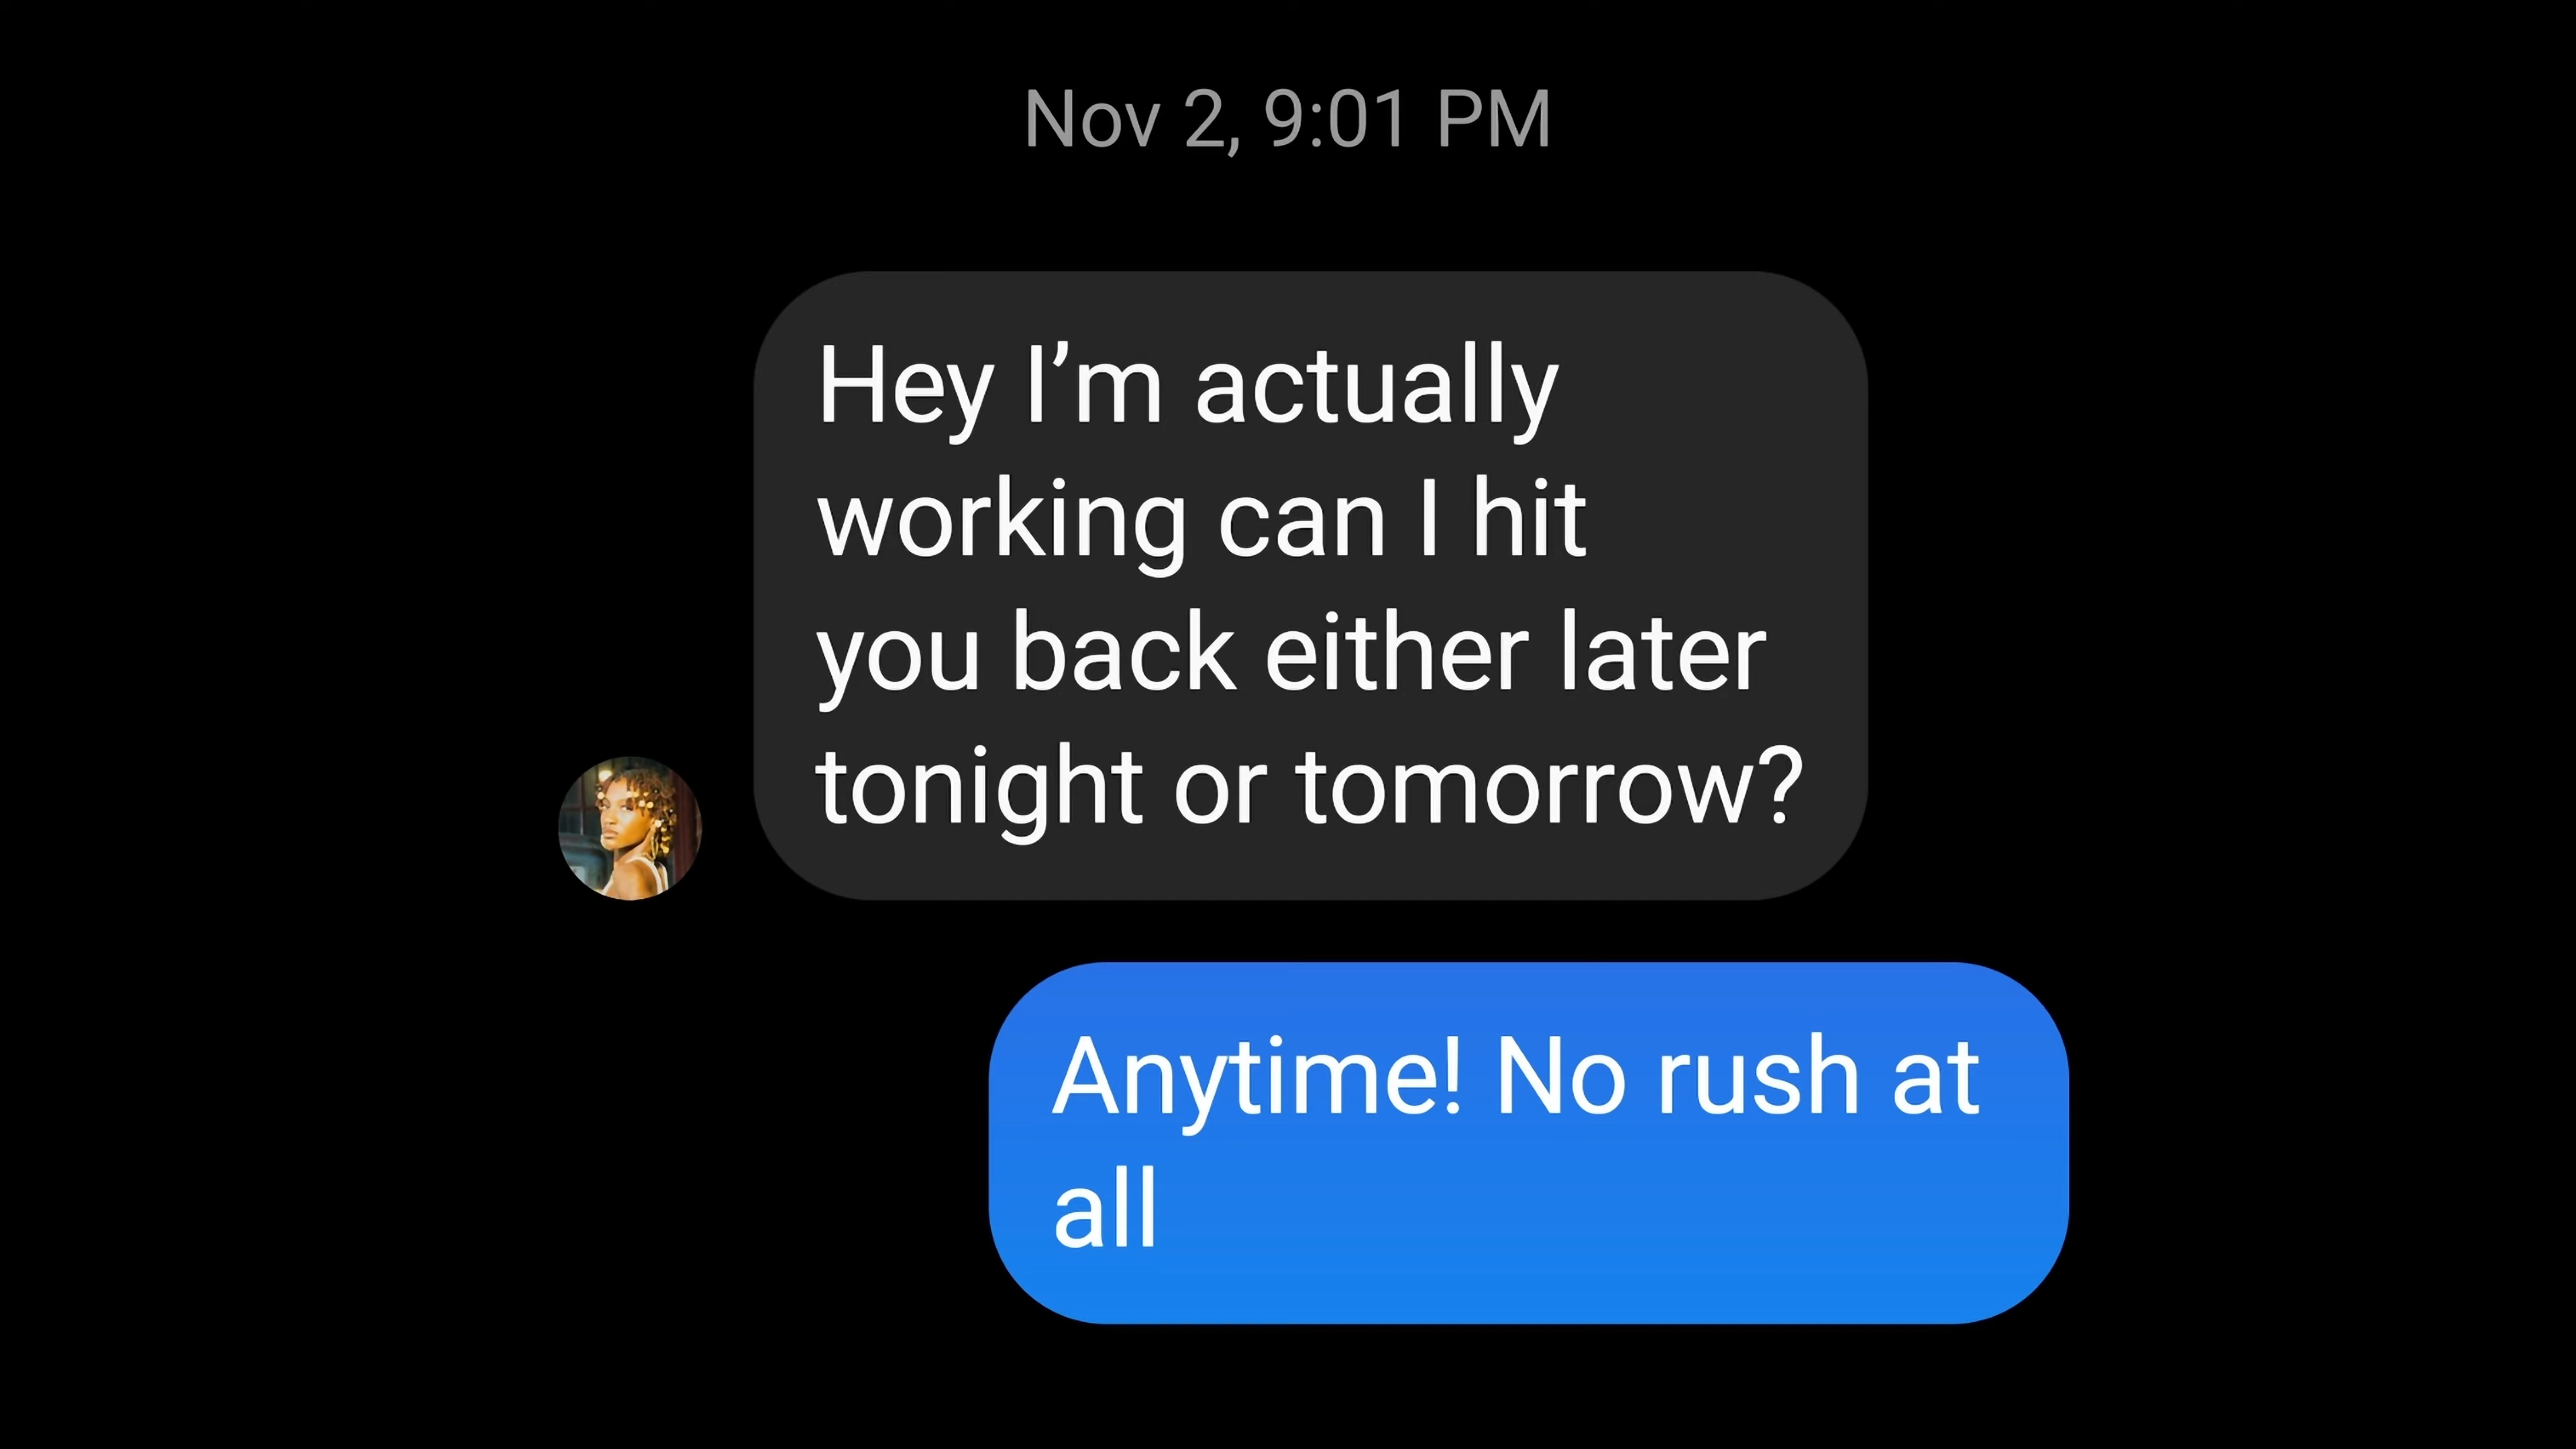 Nov 2, 9:01 PM
Hey I’m actually
working can I hit
you back either later
tonight or tomorrow?
Anytime! No rush at
all